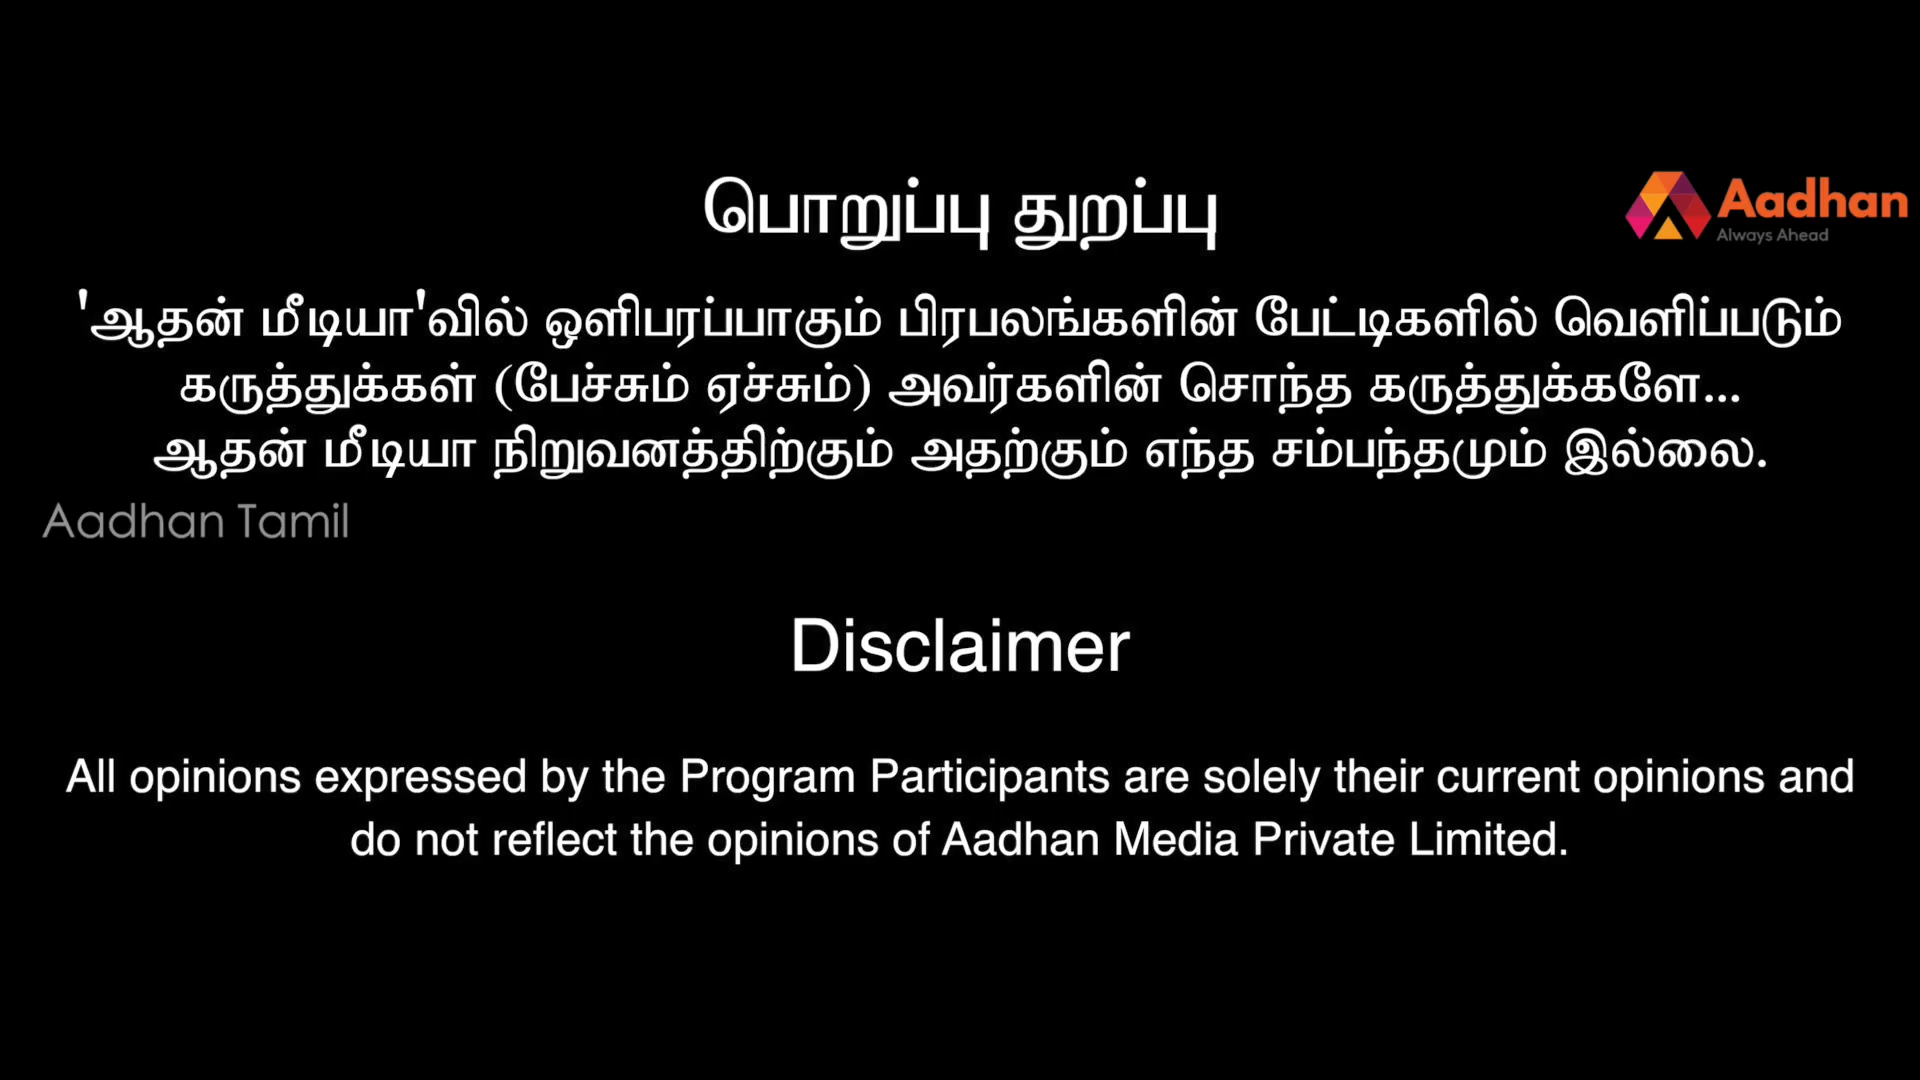 பொறுப்பு துறப்பு
Aadhan
Always Ahead
'ஆதன் மீடியா'வில் ஒளிபரப்பாகும் பிரபலங்களின் பேட்டிகளில் வெளிப்படும்
கருத்துக்கள் (பேச்சும் ஏச்சும்) அவர்களின் சொந்த கருத்துக்களே...
ஆதன் மீடியா நிறுவனத்திற்கும் அதற்கும் எந்த சம்பந்தமும் இல்லை.
Aadhan Tamil
Disclaimer
All opinions expressed by the Program Participants are solely their current opinions and
do not reflect the opinions of Aadhan Media Private Limited.